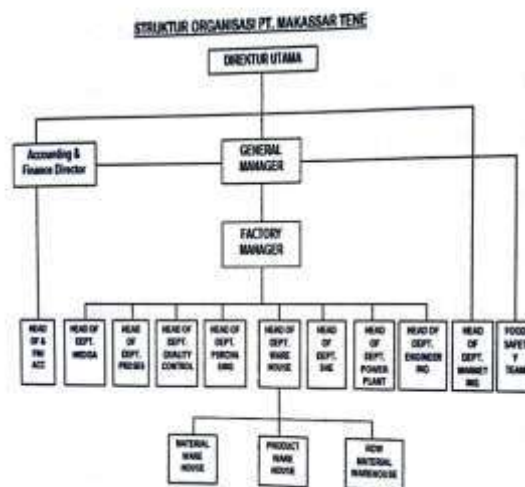 STRUKTUR ORGANISASI PT. MAKASSAR TENE
DIREKTUR UTAMA
Accounting &
Finance Director
GENERAL
MANAGER
FACTORY
MANAGER
HEAD
OF &
FIN/
ACC
HEAD OF
DEPT.
HEAD
OF
DEPT.
PROSES
HEAD OF
DEPT.
QUALITY
CONTROL
HEAD OF
DEPT.
PURCHA
SING
HEAD OF
DEPT.
WARE
HOUSE
HEAD OF
DEPT.
SHE
HEAD
OF
DEPT.
POWER
PLANT
HEAD OF
DEPT.
ENGINEER
ING
HEAD
OF
DEPT.
MARKET
ING
FOOD
SAFET
Y
TEAM
MATERIAL
WARE
HOUSE
PRODUCT
WARE
HOUSE
ROW
MATERIAL
WAREHOUSE